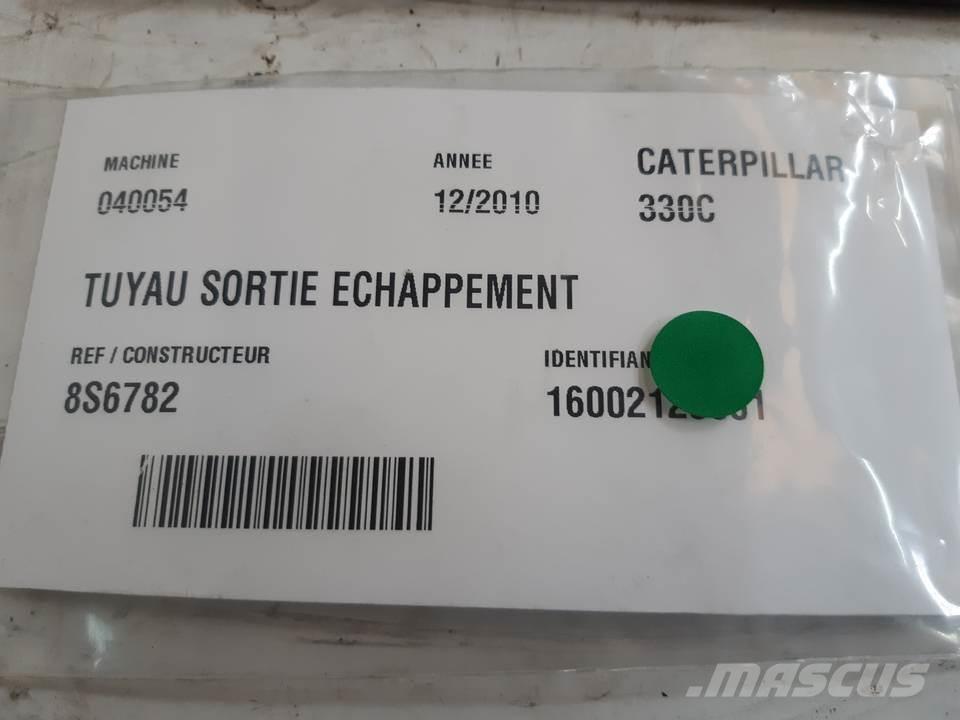 MACHINE ANNEE CATERPILLAR
040054 12/2010 330C
TUYAU SORTIE ECHAPPEMENT
REF / CONSTRUCTEUR
8S6782
MASCUS